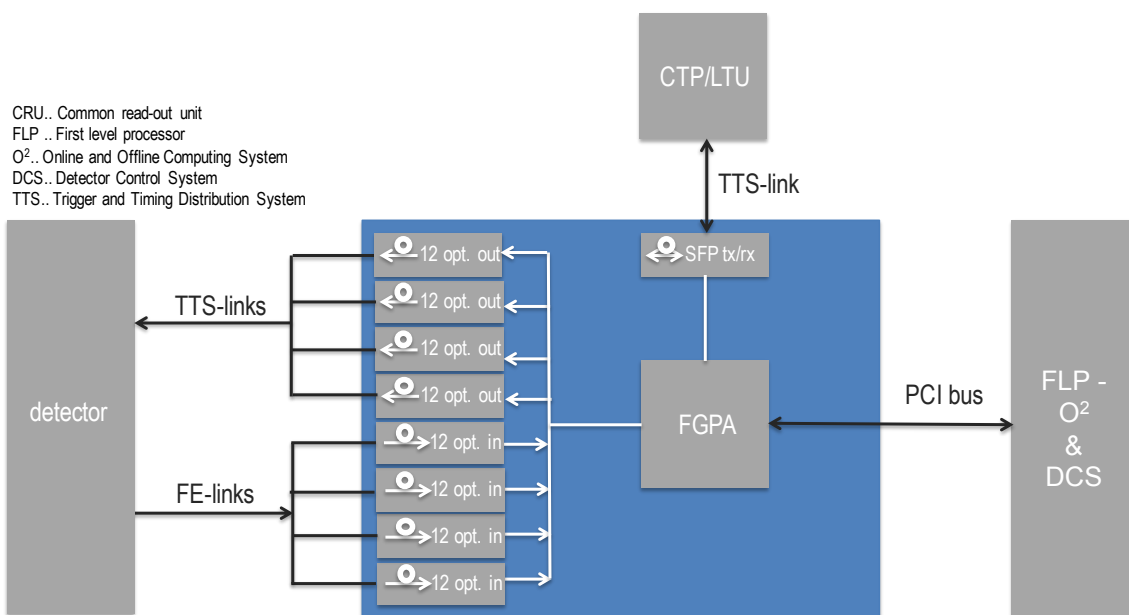 CTP/LTU
CRU.. Common read-out unit
FLP .. First level processor
O².. Online and Offline Computing System
DCS.. Detector Control System
TTS.. Trigger and Timing Distribution System
TTS-link
12 opt. out
SFP tx/rx
12 opt. out
TTS-links
12 opt. out
12 opt. out
detector
FGPA
PCI bus
FLP -
O²
&
DCS
12 opt. in
FE-links
12 opt. in
12 opt. in
12 opt. in